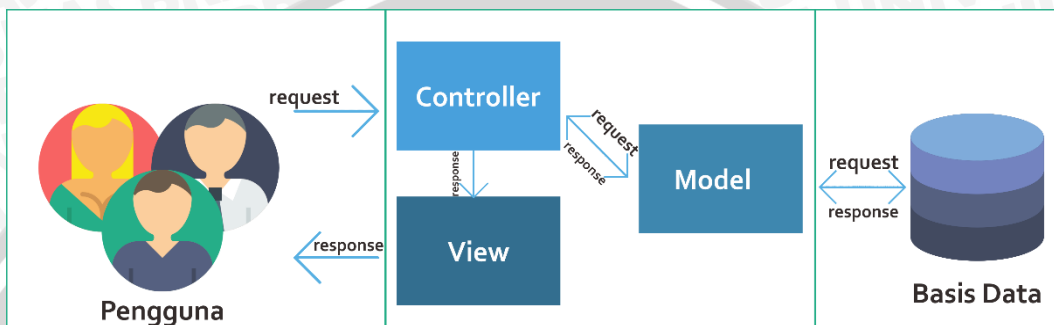 request
Controller
request
response
response
Model
request
response
View
response
Pengguna
Basis Data